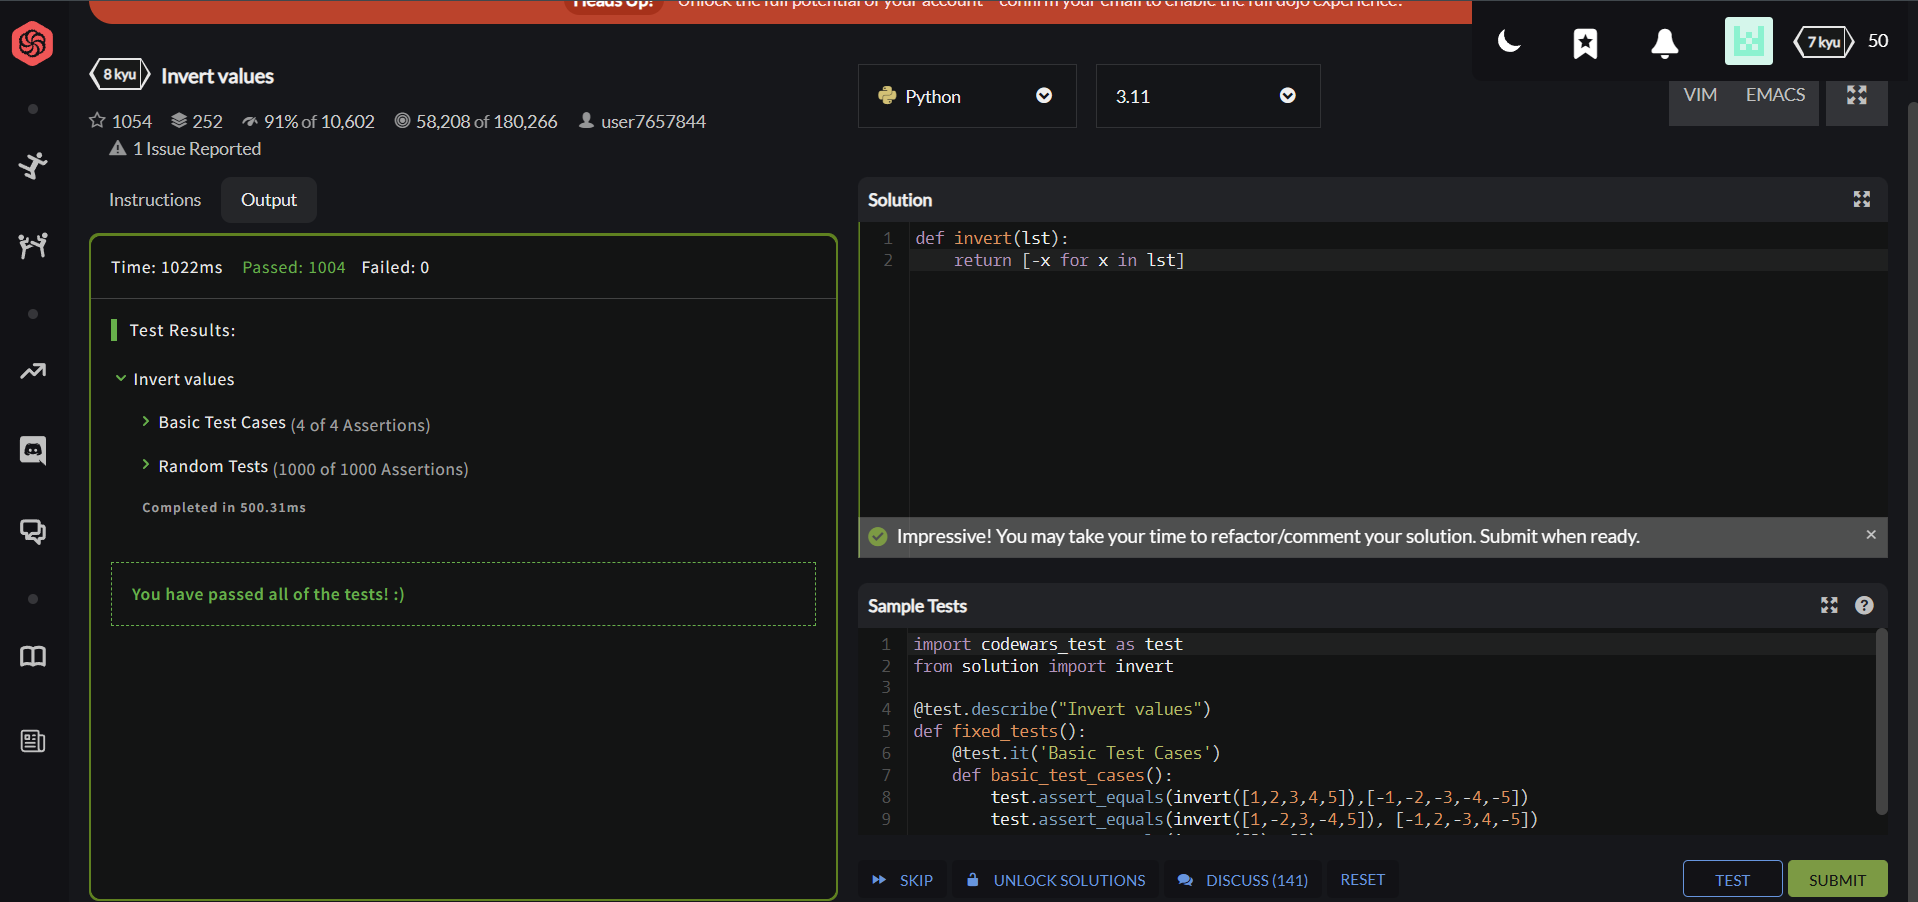 Heads Up! Unlock the full potential of your account - confirm your email to enable the full dojo experience.
7 kyu 50
8 kyu Invert values
1054 252 91% of 10,602 58,208 of 180,266 user7657844
1 Issue Reported
Python 3.11 VIM EMACS
Instructions Output
Time: 1022ms Passed: 1004 Failed: 0
Test Results:
Invert values
Basic Test Cases (4 of 4 Assertions)
Random Tests (1000 of 1000 Assertions)
Completed in 500.31ms
You have passed all of the tests! :)
Solution
1 def invert(lst):
2     return [-x for x in lst]
Impressive! You may take your time to refactor/comment your solution. Submit when ready. ×
Sample Tests ?
1 import codewars_test as test
2 from solution import invert
3
4 @test.describe("Invert values")
5 def fixed_tests():
6     @test.it('Basic Test Cases')
7     def basic_test_cases():
8         test.assert_equals(invert([1,2,3,4,5]),[-1,-2,-3,-4,-5])
9         test.assert_equals(invert([1,-2,3,-4,5]), [-1,2,-3,4,-5])
SKIP UNLOCK SOLUTIONS DISCUSS (141) RESET TEST SUBMIT